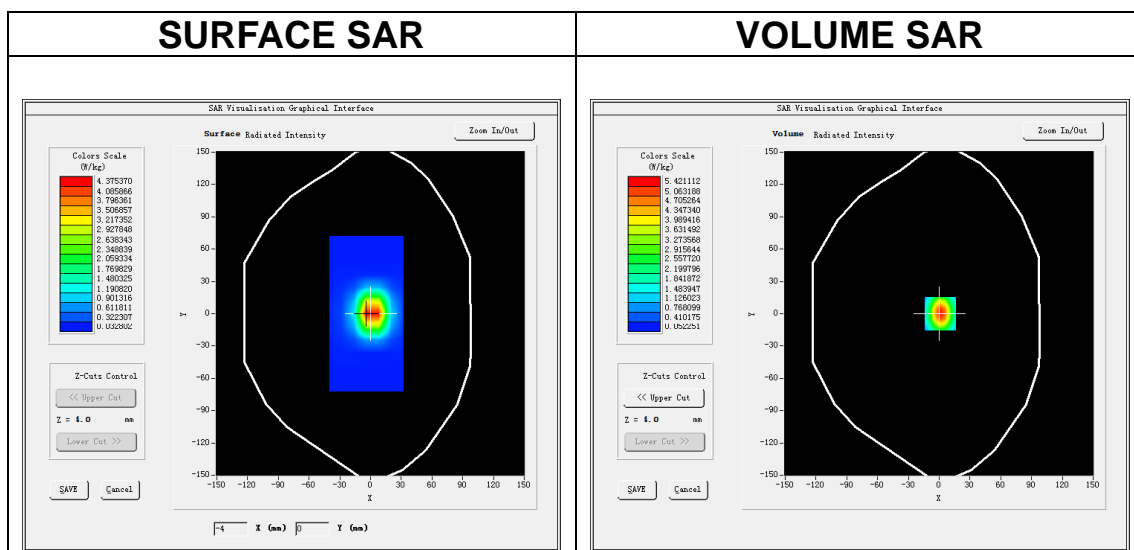 SURFACE SAR
VOLUME SAR
SAR Visualisation Graphical Interface
Surface Radiated Intensity
Zoom In/Out
Colors Scale
(W/kg)
4.375370
4.085866
3.796361
3.506857
3.217352
2.927848
2.638343
2.348839
2.059334
1.769829
1.480325
1.190820
0.901316
0.611811
0.322307
0.032802
Z-Cuts Control
<< Upper Cut
Z = 4.0 mm
Lower Cut >>
SAVE
Cancel
150
120
90
60
30
0
-30
-60
-90
-120
-150
Y
-150 -120 -90 -60 -30 0 30 60 90 120 150
X
-4 X (mm) 0 Y (mm)
SAR Visualisation Graphical Interface
Volume Radiated Intensity
Zoom In/Out
Colors Scale
(W/kg)
5.421112
5.063188
4.705264
4.347340
3.989416
3.631492
3.273568
2.915644
2.557720
2.199796
1.841872
1.483947
1.126023
0.768099
0.410175
0.052251
Z-Cuts Control
<< Upper Cut
Z = 4.0 mm
Lower Cut >>
SAVE
Cancel
150
120
90
60
30
0
-30
-60
-90
-120
-150
Y
-150 -120 -90 -60 -30 0 30 60 90 120 150
X